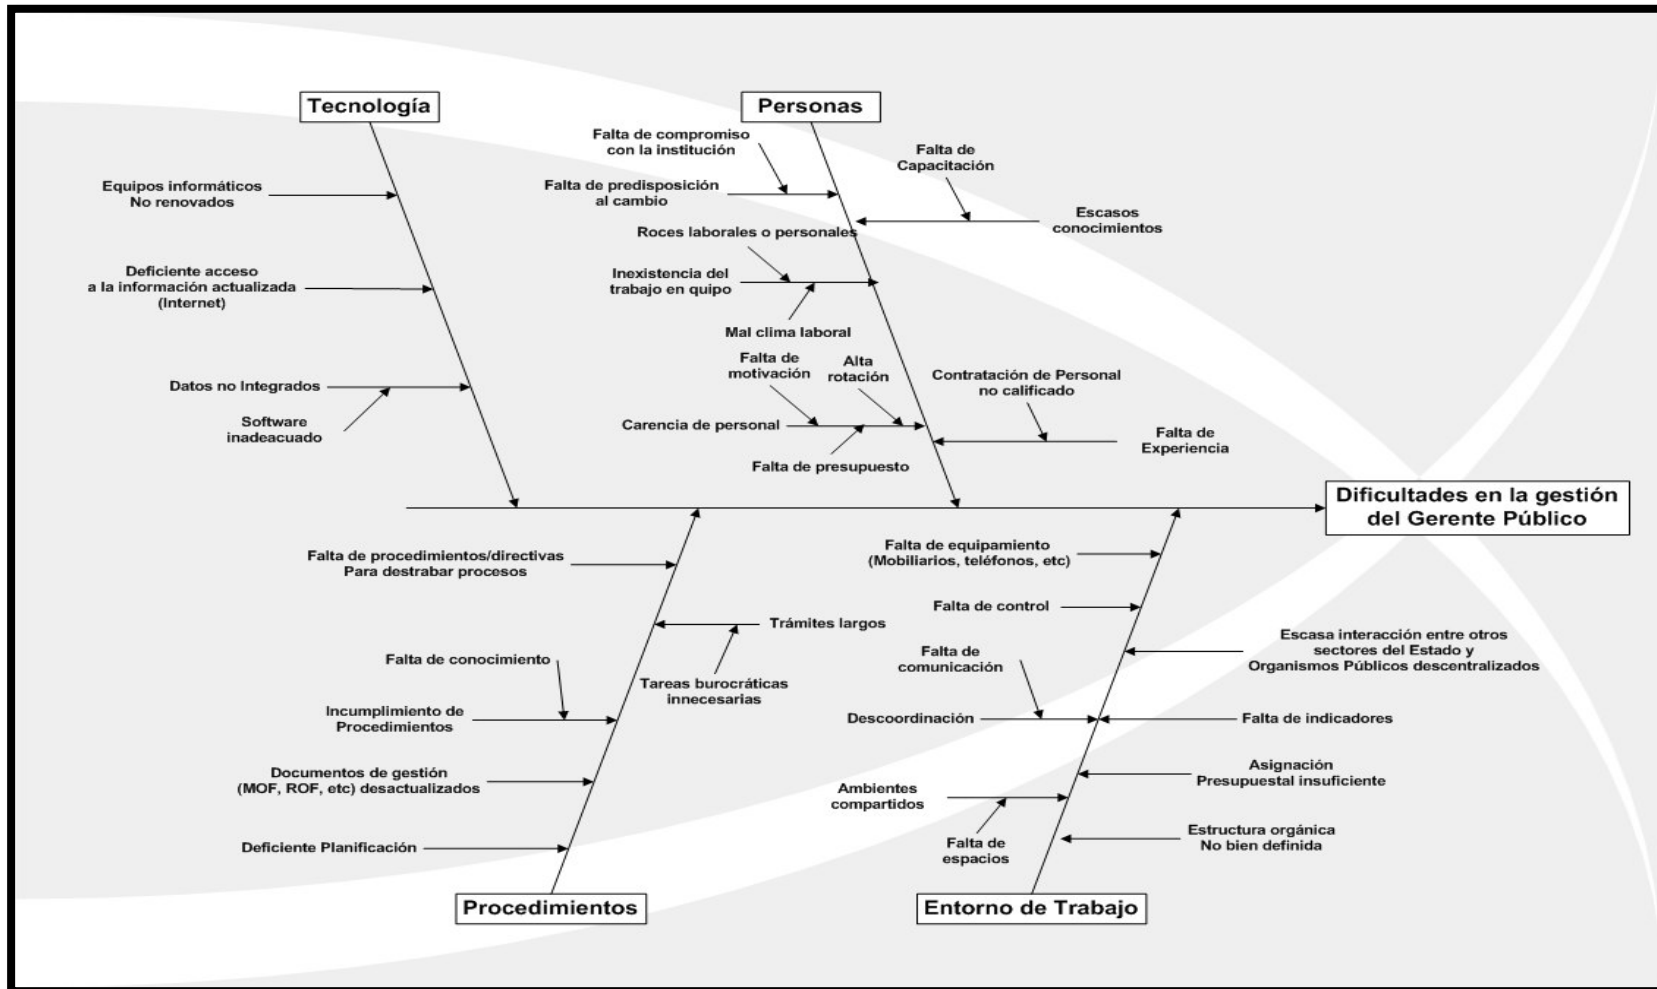 Tecnología
Personas
Falta de compromiso
con la institución
Falta de
Capacitación
Equipos informáticos
No renovados
Falta de predisposición
al cambio
Escasos
conocimientos
Roces laborales o personales
Deficiente acceso
a la información actualizada
(Internet)
Inexistencia del
trabajo en quipo
Mal clima laboral
Falta de
motivación
Alta
rotación
Contratación de Personal
no calificado
Datos no Integrados
Software
inadeacuado
Carencia de personal
Falta de presupuesto
Falta de
Experiencia
Dificultades en la gestión
del Gerente Público
Falta de procedimientos/directivas
Para destrabar procesos
Falta de equipamiento
(Mobiliarios, teléfonos, etc)
Falta de control
Trámites largos
Escasa interacción entre otros
sectores del Estado y
Organismos Públicos descentralizados
Falta de conocimiento
Falta de
comunicación
Tareas burocráticas
innecesarias
Incumplimiento de
Procedimientos
Descoordinación
Falta de indicadores
Documentos de gestión
(MOF, ROF, etc) desactualizados
Asignación
Presupuestal insuficiente
Ambientes
compartidos
Deficiente Planificación
Falta de
espacios
Estructura orgánica
No bien definida
Procedimientos
Entorno de Trabajo